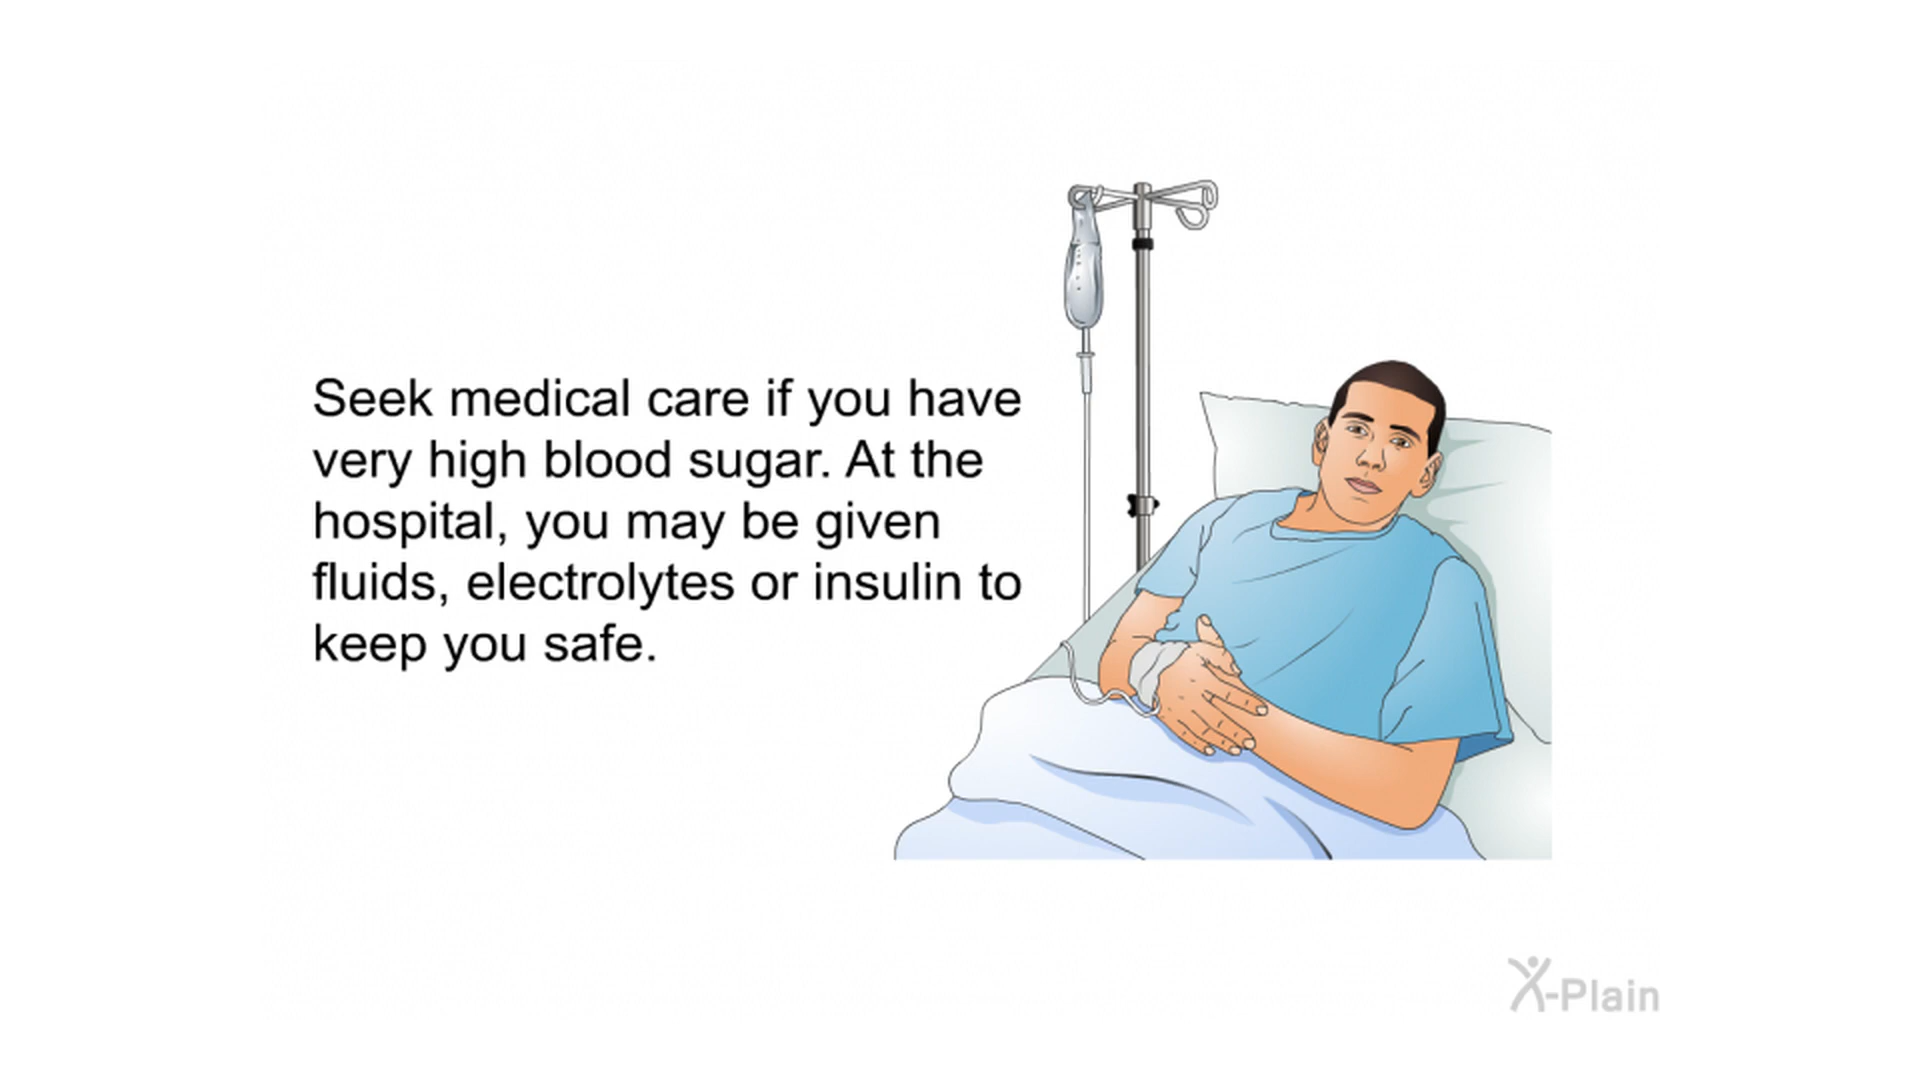 Seek medical care if you have
very high blood sugar. At the
hospital, you may be given
fluids, electrolytes or insulin to
keep you safe.
X-Plain